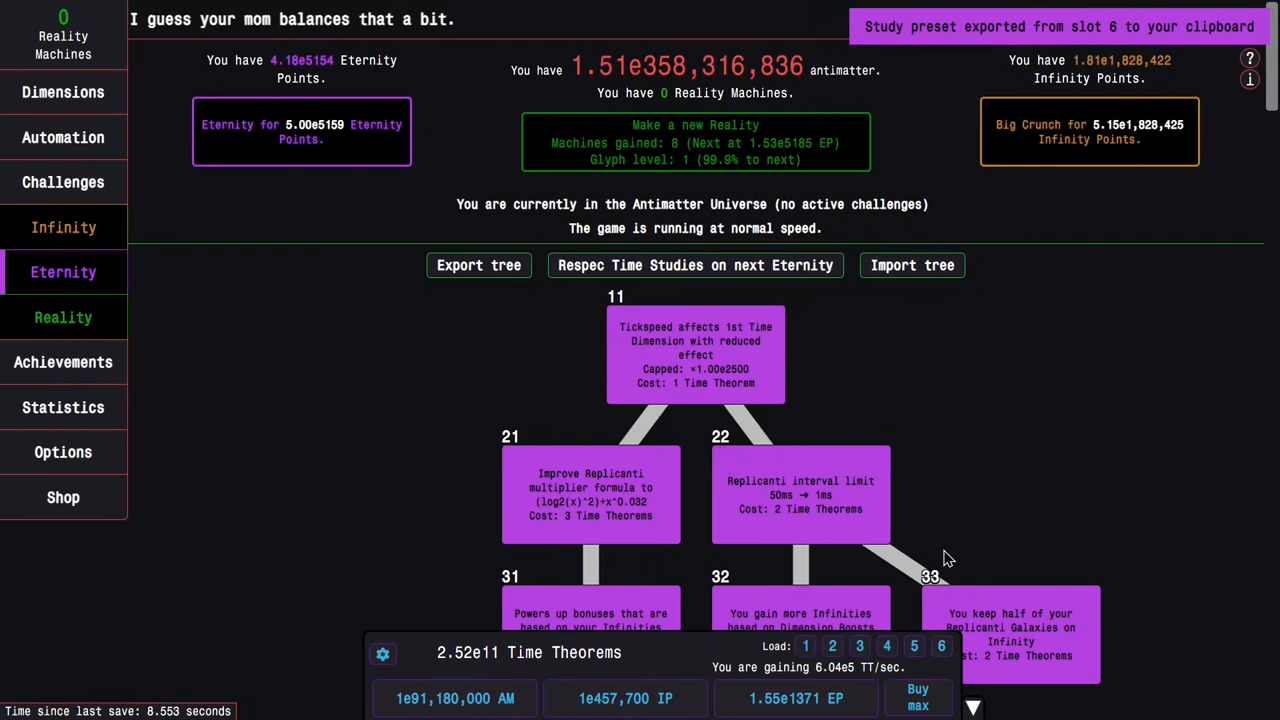 0
Reality
Machines
Dimensions
Automation
Challenges
Infinity
Eternity
Reality
Achievements
Statistics
Options
Shop
I guess your mom balances that a bit.
Study preset exported from slot 6 to your clipboard
You have 4.18e5154 Eternity
Points.
Eternity for 5.00e5159 Eternity
Points.
You have 1.51e358,316,836 antimatter.
You have 0 Reality Machines.
Make a new Reality
Machines gained: 8 (Next at 1.53e5185 EP)
Glyph level: 1 (99.9% to next)
You have 1.81e1,828,422
Infinity Points.
Big Crunch for 5.15e1,828,425
Infinity Points.
?
i
You are currently in the Antimatter Universe (no active challenges)
The game is running at normal speed.
Export tree
Respec Time Studies on next Eternity
Import tree
11
Tickspeed affects 1st Time
Dimension with reduced
effect
Capped: ×1.00e2500
Cost: 1 Time Theorem
21
Improve Replicanti
multiplier formula to
(log2(x)^2)+x^0.032
Cost: 3 Time Theorems
22
Replicanti interval limit
50ms ➜ 1ms
Cost: 2 Time Theorems
31
Powers up bonuses that are
based on your Infinities
32
You gain more Infinities
based on Dimension Boosts
33
You keep half of your
Replicanti Galaxies on
Infinity
st: 2 Time Theorems
2.52e11 Time Theorems
Load: 1 2 3 4 5 6
You are gaining 6.04e5 TT/sec.
1e91,180,000 AM
1e457,700 IP
1.55e1371 EP
Buy
max
▼
Time since last save: 8.553 seconds